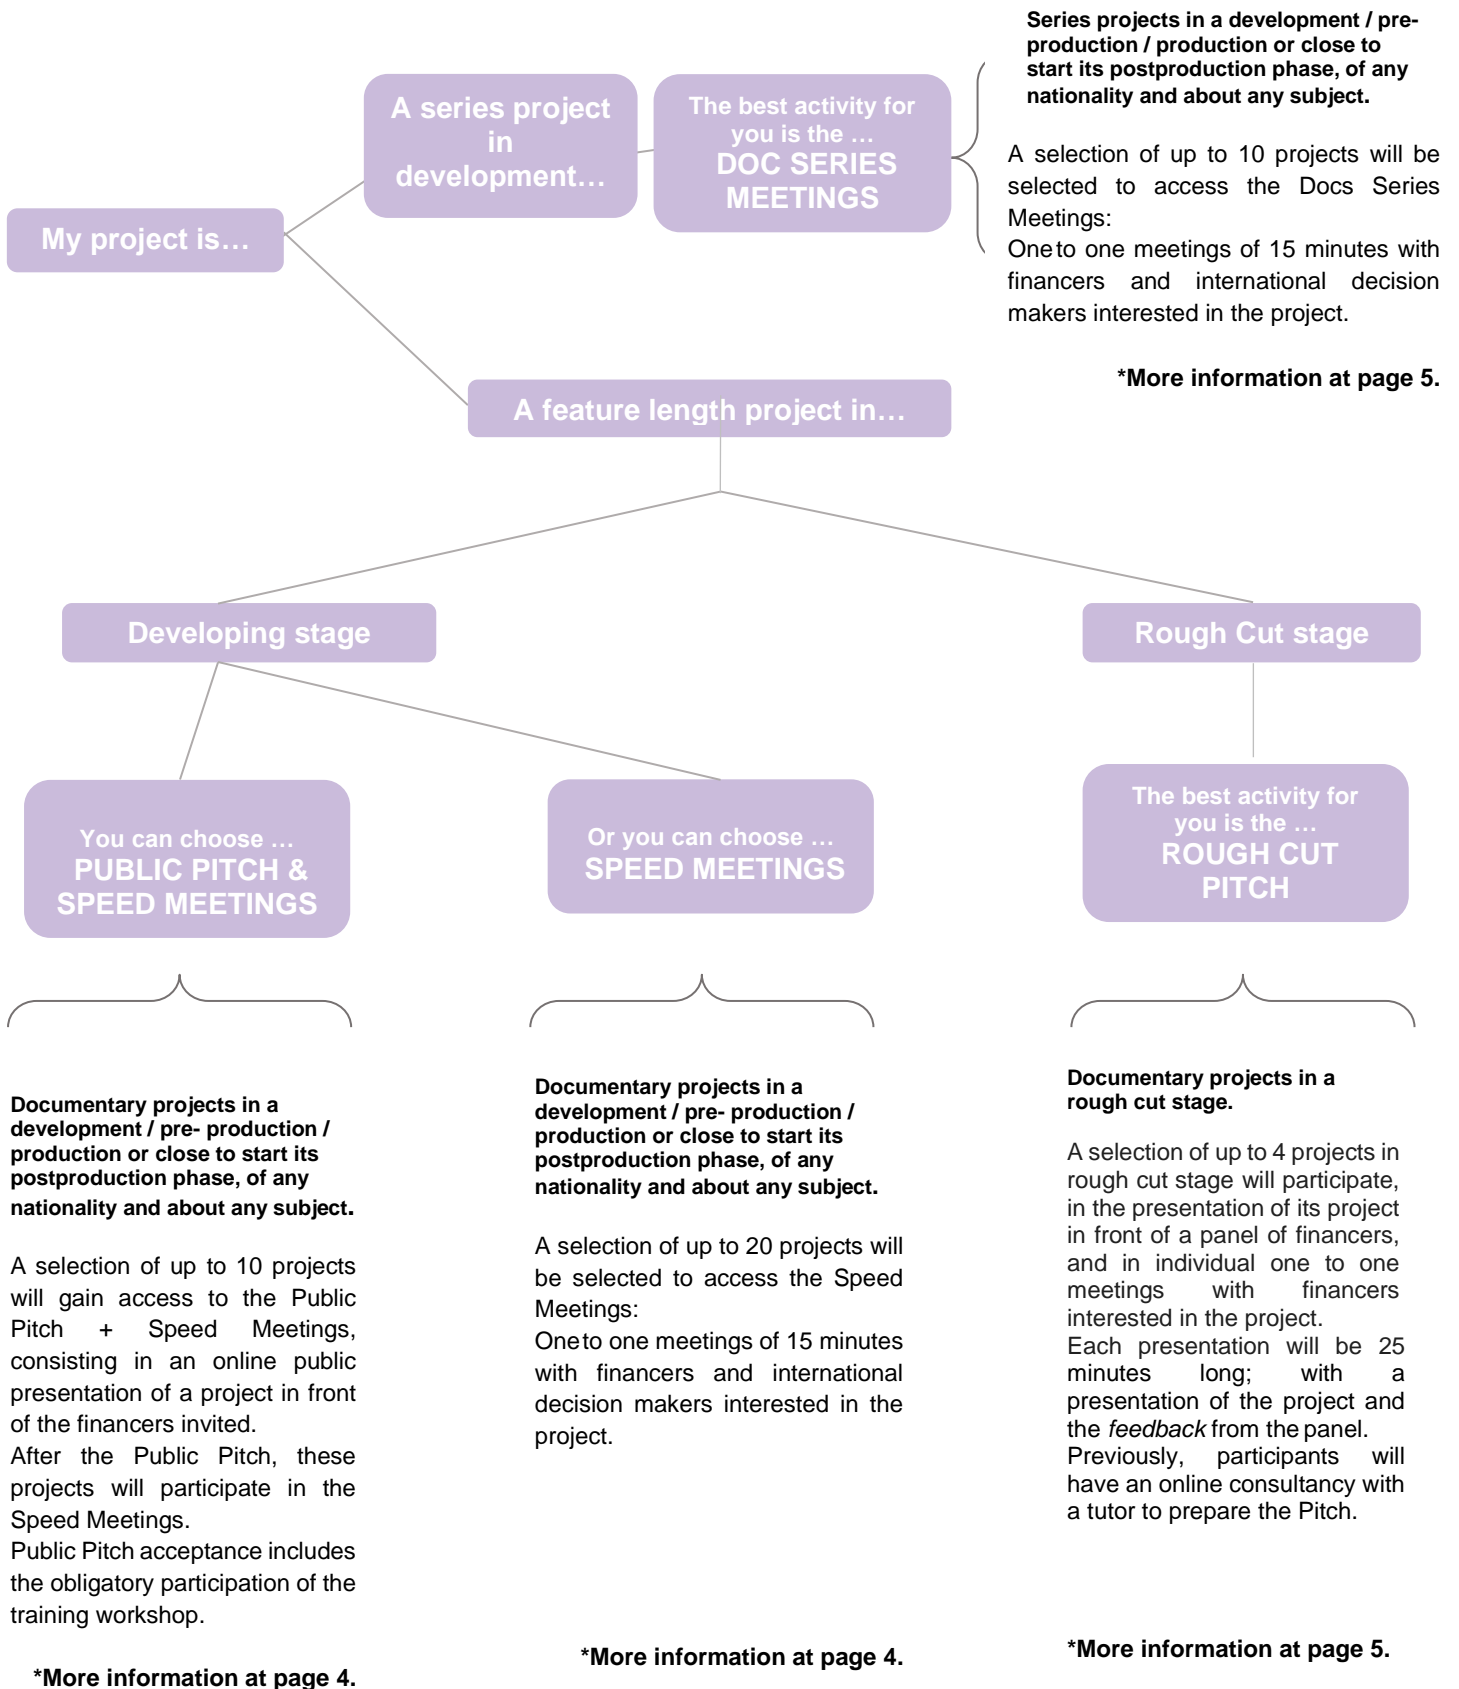 My project is…
A series project
in
development…
The best activity for
you is the …
DOC SERIES
MEETINGS
Series projects in a development / pre-
production / production or close to
start its postproduction phase, of any
nationality and about any subject.
A selection of up to 10 projects will be
selected to access the Docs Series
Meetings:
One to one meetings of 15 minutes with
financers and international decision
makers interested in the project.
*More information at page 5.
A feature length project in…
Developing stage
Rough Cut stage
You can choose …
PUBLIC PITCH &
SPEED MEETINGS
Or you can choose …
SPEED MEETINGS
The best activity for
you is the …
ROUGH CUT
PITCH
Documentary projects in a
development / pre- production /
production or close to start its
postproduction phase, of any
nationality and about any subject.
A selection of up to 10 projects
will gain access to the Public
Pitch + Speed Meetings,
consisting in an online public
presentation of a project in front
of the financers invited.
After the Public Pitch, these
projects will participate in the
Speed Meetings.
Public Pitch acceptance includes
the obligatory participation of the
training workshop.
*More information at page 4.
Documentary projects in a
development / pre- production /
production or close to start its
postproduction phase, of any
nationality and about any subject.
A selection of up to 20 projects will
be selected to access the Speed
Meetings:
One to one meetings of 15 minutes
with financers and international
decision makers interested in the
project.
*More information at page 4.
Documentary projects in a
rough cut stage.
A selection of up to 4 projects in
rough cut stage will participate,
in the presentation of its project
in front of a panel of financers,
and in individual one to one
meetings with financers
interested in the project.
Each presentation will be 25
minutes long; with a
presentation of the project and
the feedback from the panel.
Previously, participants will
have an online consultancy with
a tutor to prepare the Pitch.
*More information at page 5.